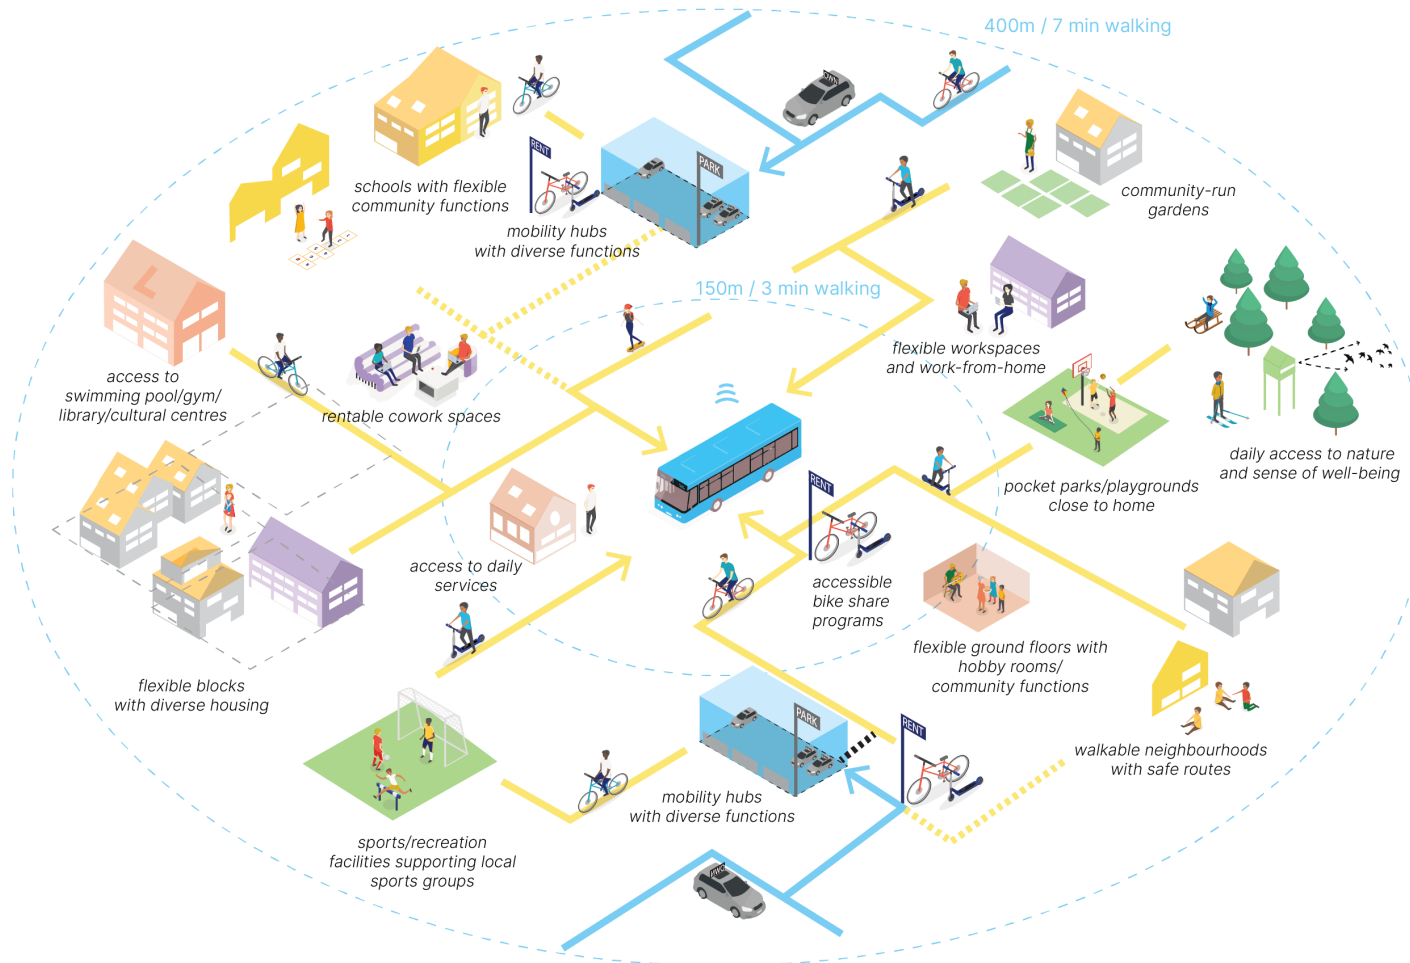 400m / 7 min walking
schools with flexible
community functions
RENT
PARK
mobility hubs
with diverse functions
community-run
gardens
150m / 3 min walking
flexible workspaces
and work-from-home
access to
swimming pool/gym/
library/cultural centres
rentable cowork spaces
daily access to nature
and sense of well-being
pocket parks/playgrounds
close to home
RENT
access to daily
services
accessible
bike share
programs
flexible ground floors with
hobby rooms/
community functions
flexible blocks
with diverse housing
PARK
RENT
walkable neighbourhoods
with safe routes
mobility hubs
with diverse functions
sports/recreation
facilities supporting local
sports groups